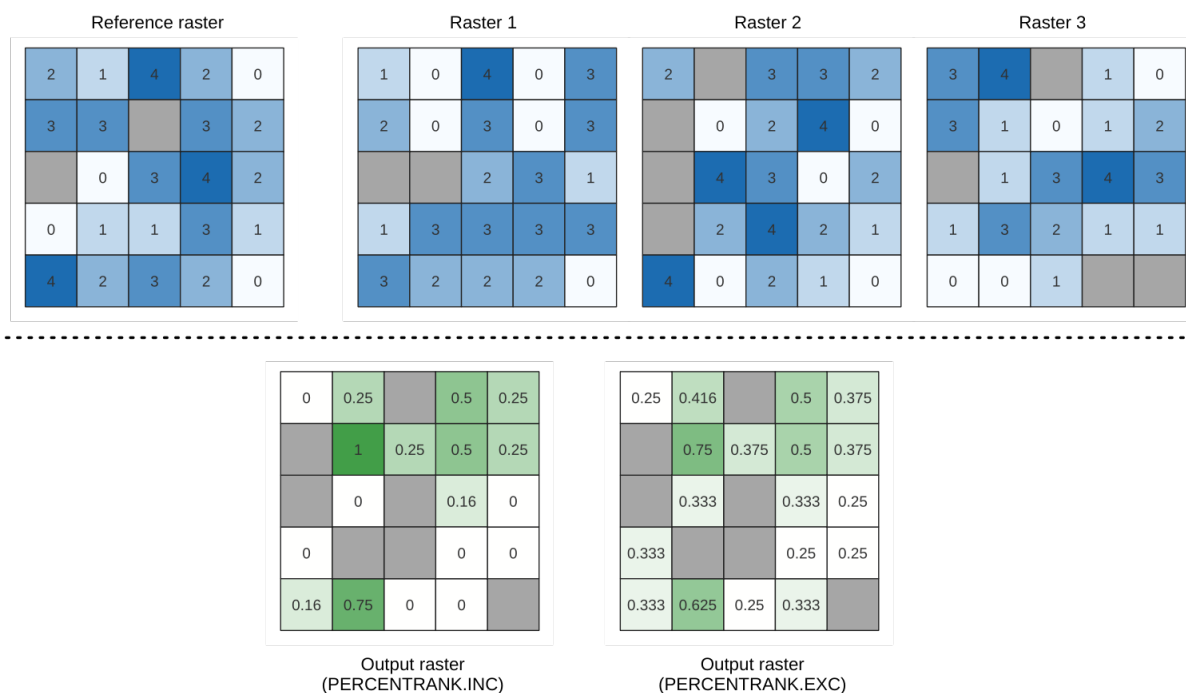 Reference raster Raster 1 Raster 2 Raster 3
2 1 4 2 0 1 0 4 0 3 2 3 3 2 3 4 1 0
3 3 3 2 2 0 3 0 3 0 2 4 0 3 1 0 1 2
0 3 4 2 2 3 1 4 3 0 2 1 3 4 3
0 1 1 3 1 1 3 3 3 3 2 4 2 1 1 3 2 1 1
4 2 3 2 0 3 2 2 2 0 4 0 2 1 0 0 0 1
0 0.25 0.5 0.25 0.25 0.416 0.5 0.375
1 0.25 0.5 0.25 0.75 0.375 0.5 0.375
0 0.16 0 0.333 0.333 0.25
0 0 0 0.333 0.25 0.25
0.16 0.75 0 0 0.333 0.625 0.25 0.333
Output raster Output raster
(PERCENTRANK.INC) (PERCENTRANK.EXC)